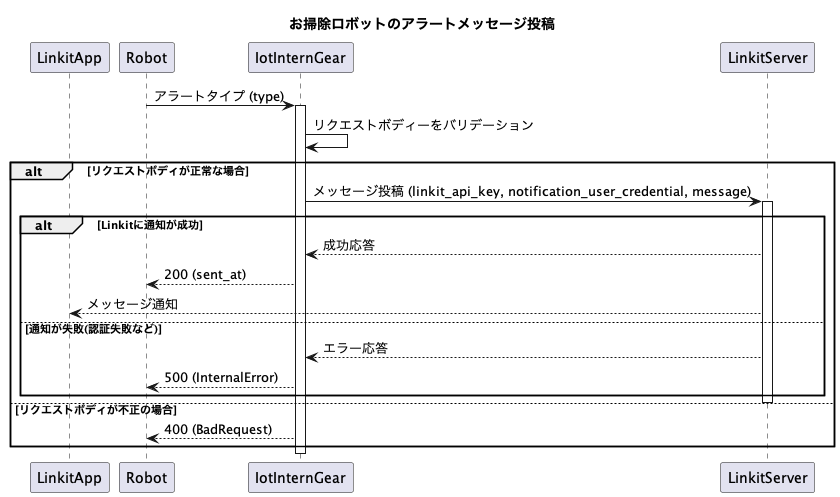 お掃除ロボットのアラートメッセージ投稿
LinkitApp Robot IotInternGear LinkitServer
アラートタイプ (type)
リクエストボディーをバリデーション
alt [リクエストボディが正常な場合]
メッセージ投稿 (linkit_api_key, notification_user_credential, message)
alt [Linkitに通知が成功]
成功応答
200 (sent_at)
メッセージ通知
[通知が失敗(認証失敗など)]
エラー応答
500 (InternalError)
[リクエストボディが不正の場合]
400 (BadRequest)
LinkitApp Robot IotInternGear LinkitServer